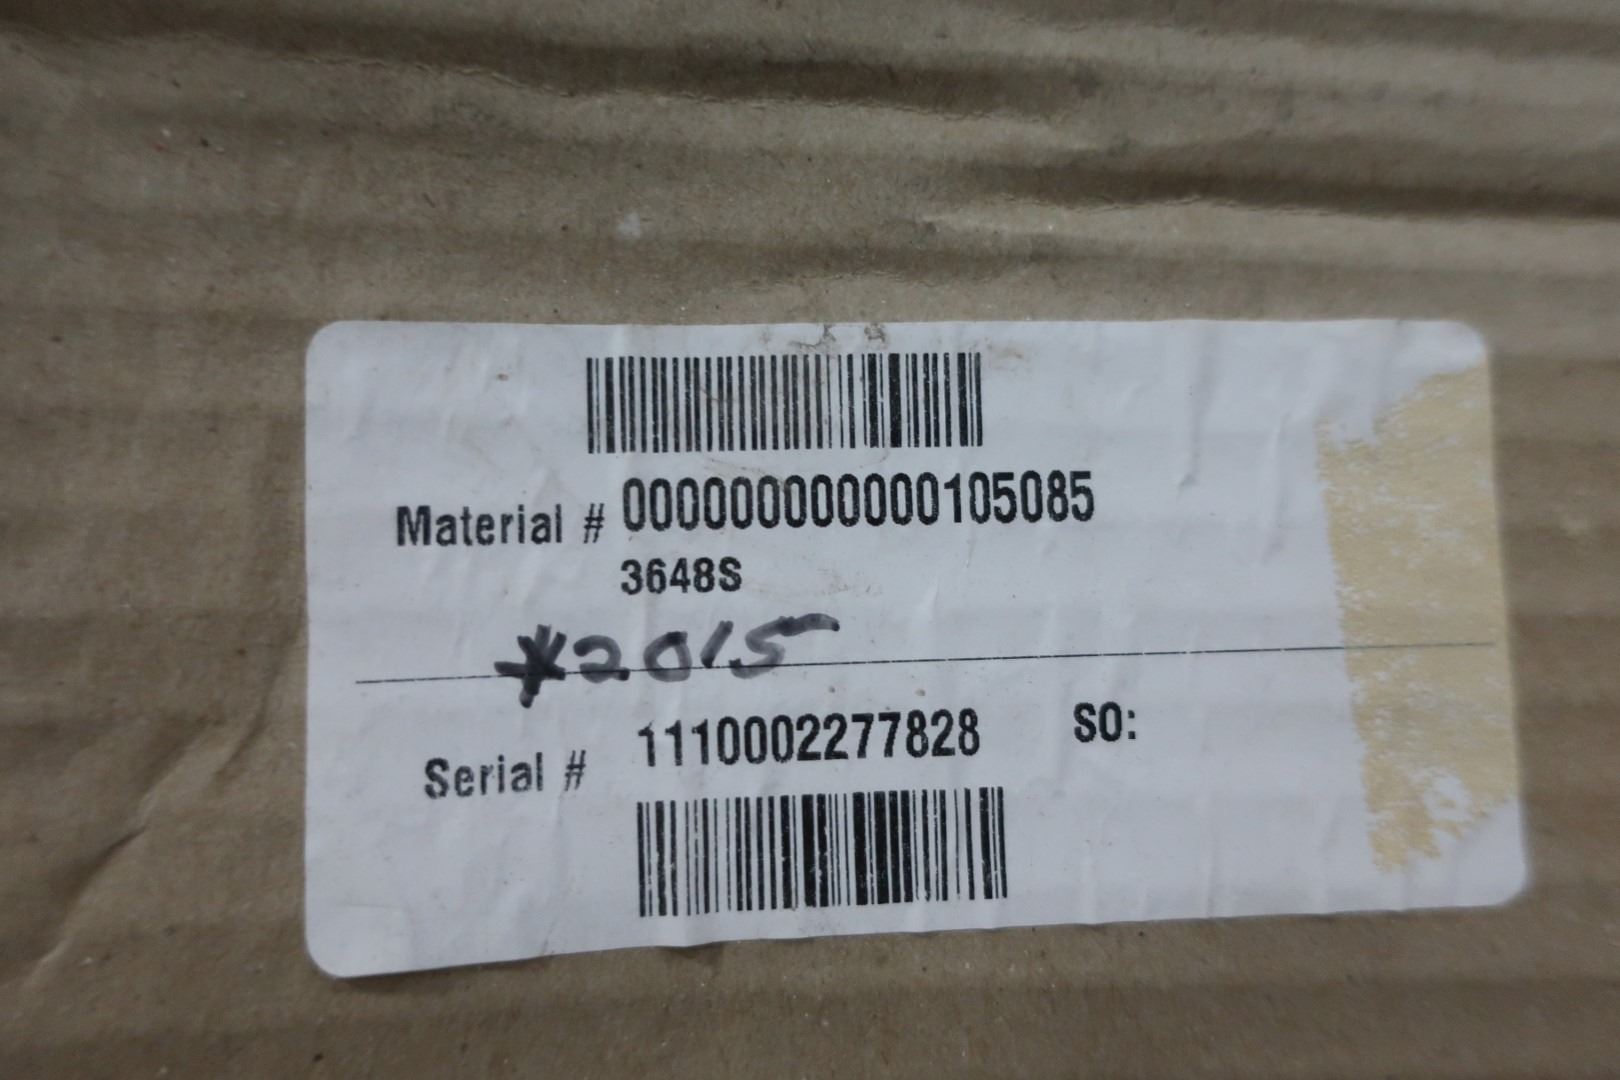 Material # 000000000000105085
3648S
*2015
Serial # 1110002277828 SO: